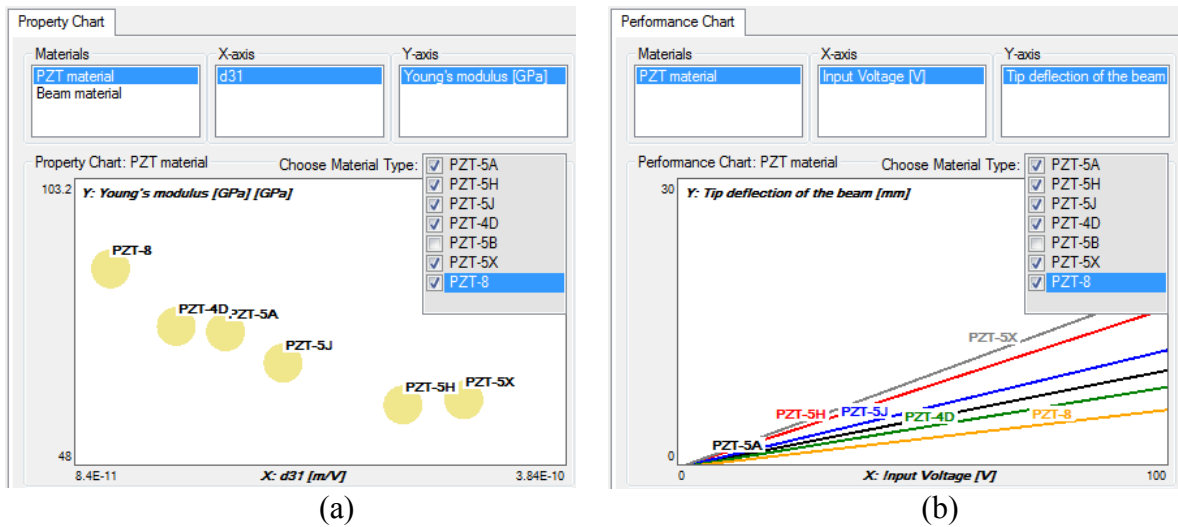 Property Chart
Materials
X-axis
Y-axis
PZT material
Beam material
d31
Young's modulus [GPa]
Property Chart: PZT material
Choose Material Type:
PZT-5A
PZT-5H
PZT-5J
PZT-4D
PZT-5B
PZT-5X
PZT-8
103.2
Y: Young's modulus [GPa] [GPa]
PZT-8
PZT-4D
PZT-5A
PZT-5J
PZT-5H
PZT-5X
48
8.4E-11
X: d31 [m/V]
3.84E-10
(a)
Performance Chart
Materials
X-axis
Y-axis
PZT material
Input Voltage [V]
Tip deflection of the beam
Performance Chart: PZT material
Choose Material Type:
PZT-5A
PZT-5H
PZT-5J
PZT-4D
PZT-5B
PZT-5X
PZT-8
30
Y: Tip deflection of the beam [mm]
PZT-5X
PZT-5H
PZT-5J
PZT-4D
PZT-8
PZT-5A
0
0
X: Input Voltage [V]
100
(b)